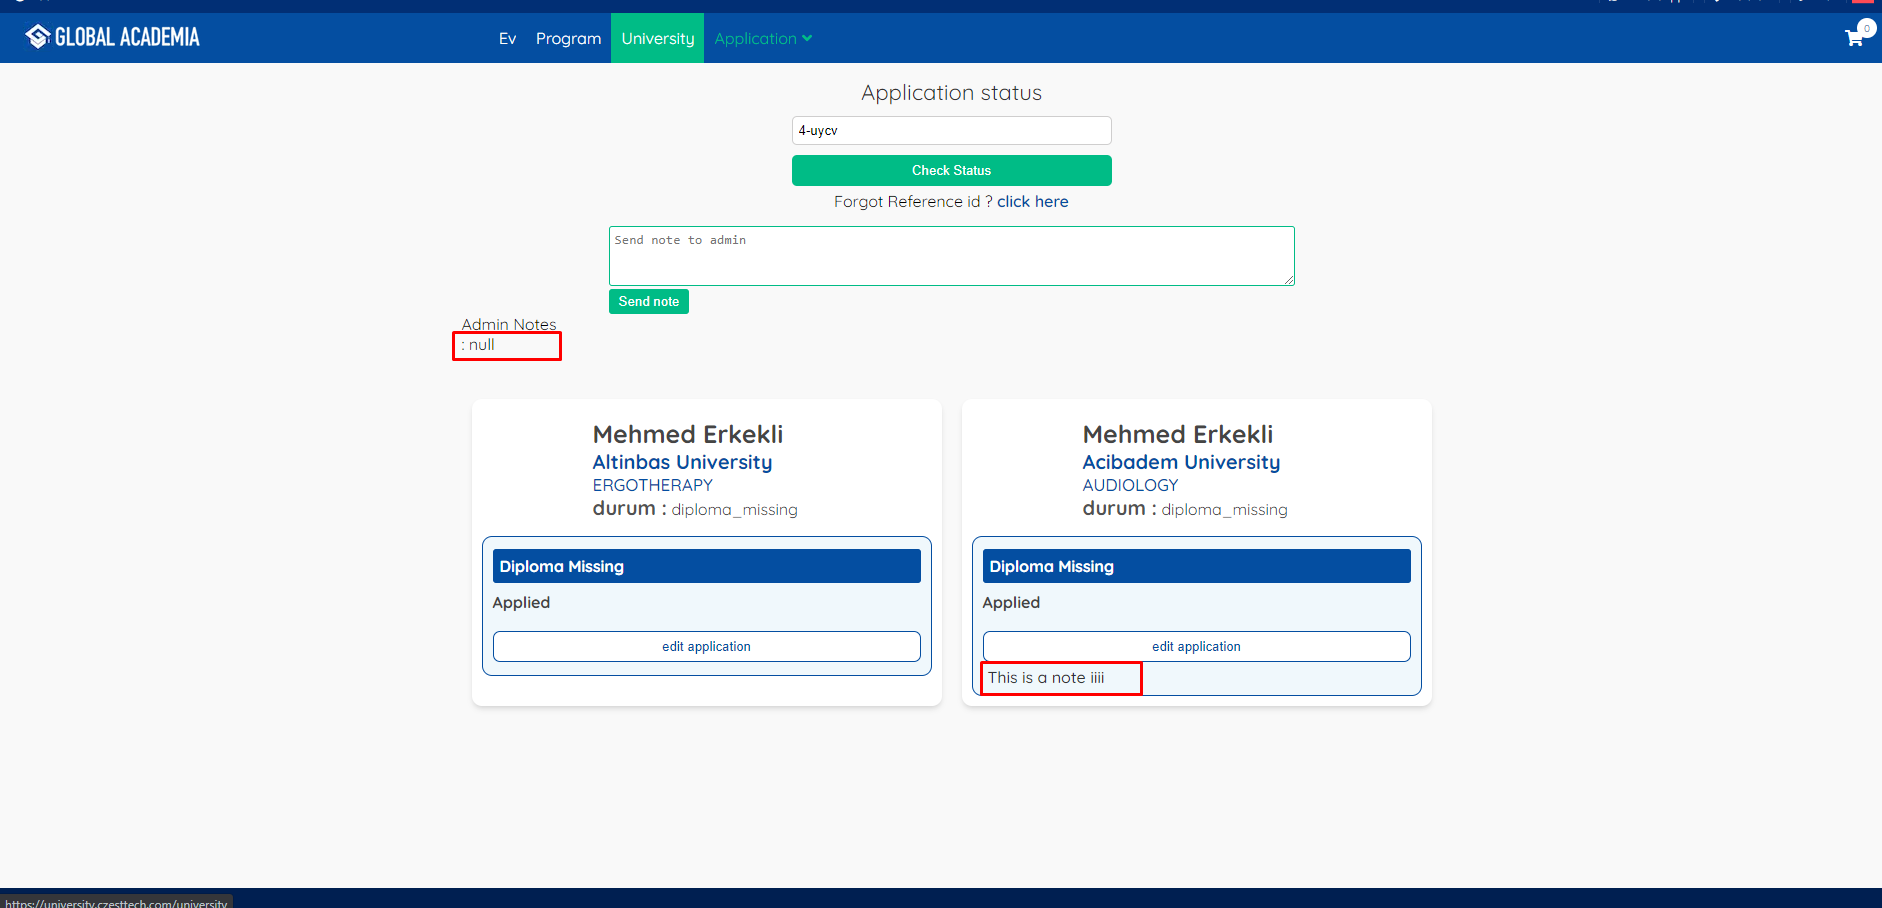 GLOBAL ACADEMIA
Ev Program University Application
0
Application status
4-uycv
Check Status
Forgot Reference id ? click here
Send note to admin
Send note
Admin Notes
: null
Mehmed Erkekli
Altinbas University
ERGOTHERAPY
durum : diploma_missing
Diploma Missing
Applied
edit application
Mehmed Erkekli
Acibadem University
AUDIOLOGY
durum : diploma_missing
Diploma Missing
Applied
edit application
This is a note iiii
https://university.czesttech.com/university